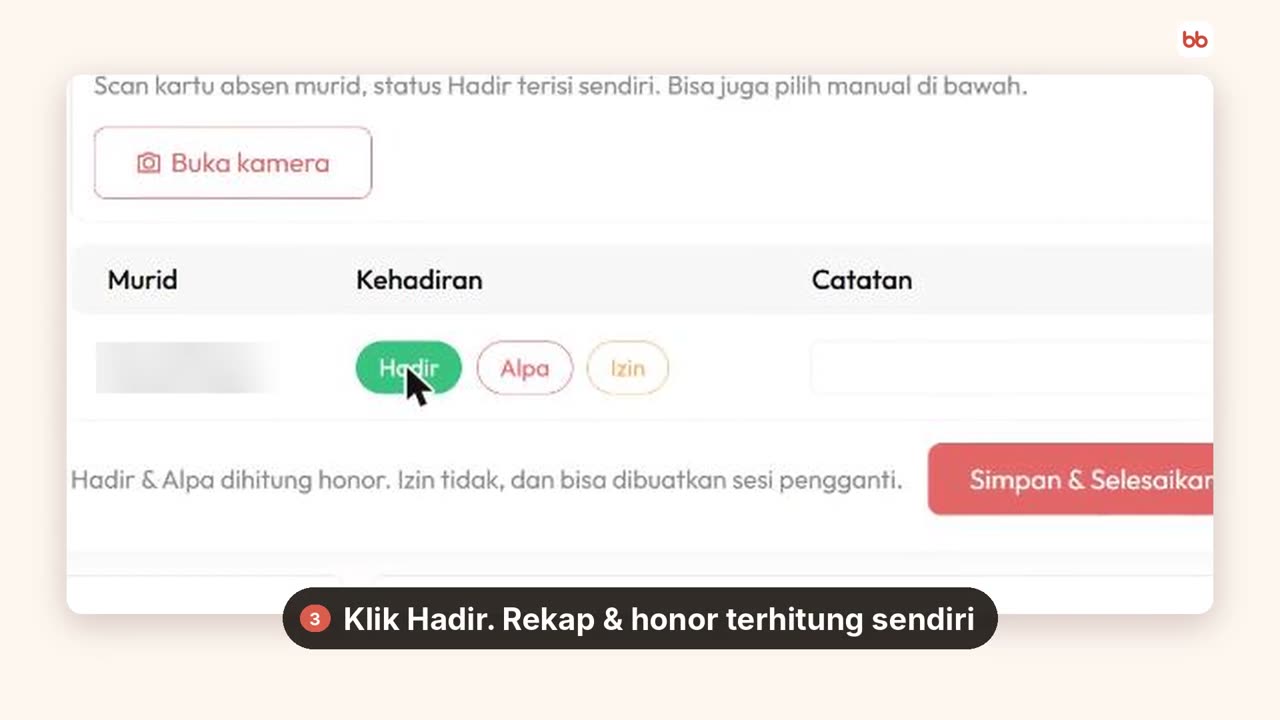 bb
Scan kartu absen murid, status Hadir terisi sendiri. Bisa juga pilih manual di bawah.
Buka kamera
Murid Kehadiran Catatan
Hadir Alpa Izin
Hadir & Alpa dihitung honor. Izin tidak, dan bisa dibuatkan sesi pengganti.
Simpan & Selesaikan
3 Klik Hadir. Rekap & honor terhitung sendiri